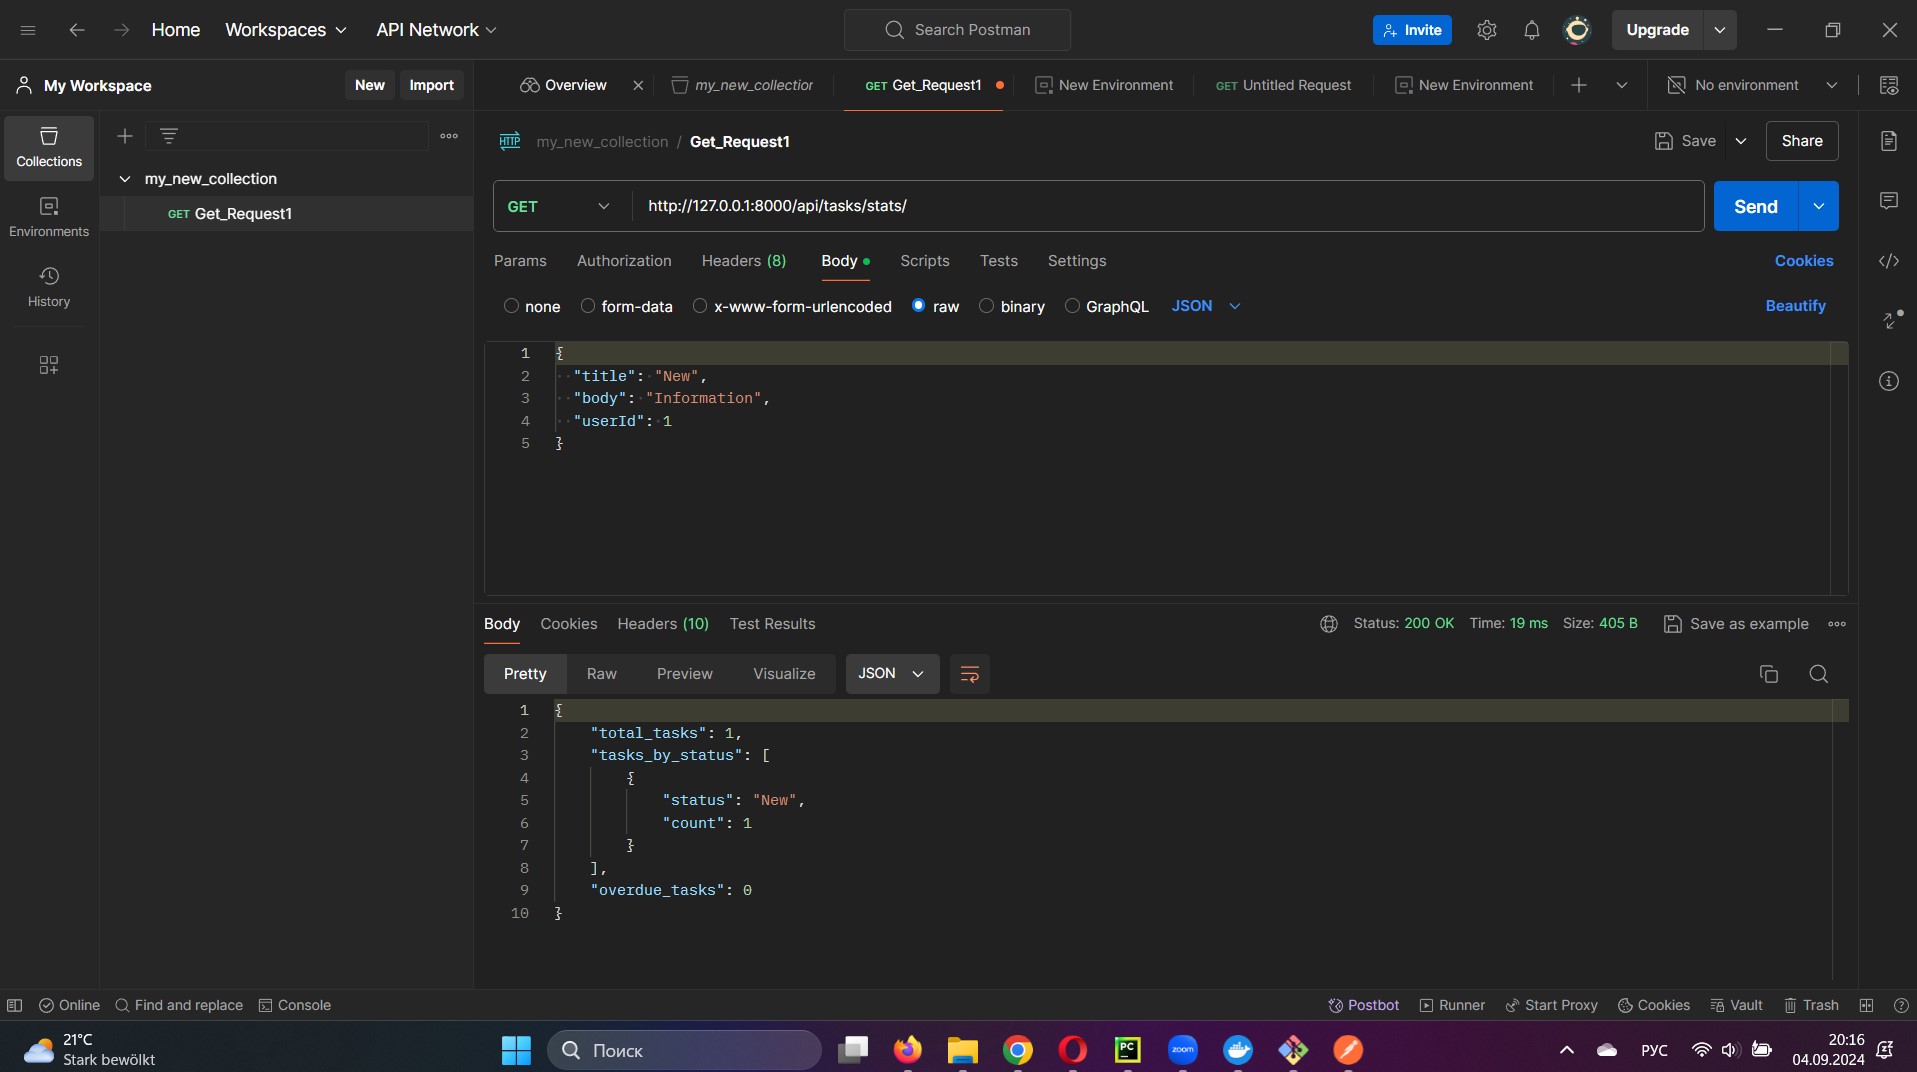 Home Workspaces API Network Search Postman Invite Upgrade
My Workspace New Import Overview my_new_collection GET Get_Request1 New Environment GET Untitled Request New Environment No environment
Collections
Environments
History
my_new_collection
GET Get_Request1
HTTP my_new_collection / Get_Request1 Save Share
GET http://127.0.0.1:8000/api/tasks/stats/ Send
Params Authorization Headers (8) Body Scripts Tests Settings Cookies
none form-data x-www-form-urlencoded raw binary GraphQL JSON Beautify
1 {
2 "title": "New",
3 "body": "Information",
4 "userId": 1
5 }
Body Cookies Headers (10) Test Results Status: 200 OK Time: 19 ms Size: 405 B Save as example
Pretty Raw Preview Visualize JSON
1 {
2 "total_tasks": 1,
3 "tasks_by_status": [
4 {
5 "status": "New",
6 "count": 1
7 }
8 ],
9 "overdue_tasks": 0
10 }
Online Find and replace Console Postbot Runner Start Proxy Cookies Vault Trash
21°C
Stark bewölkt
Поиск
PC
zoom
РУС
20:16
04.09.2024